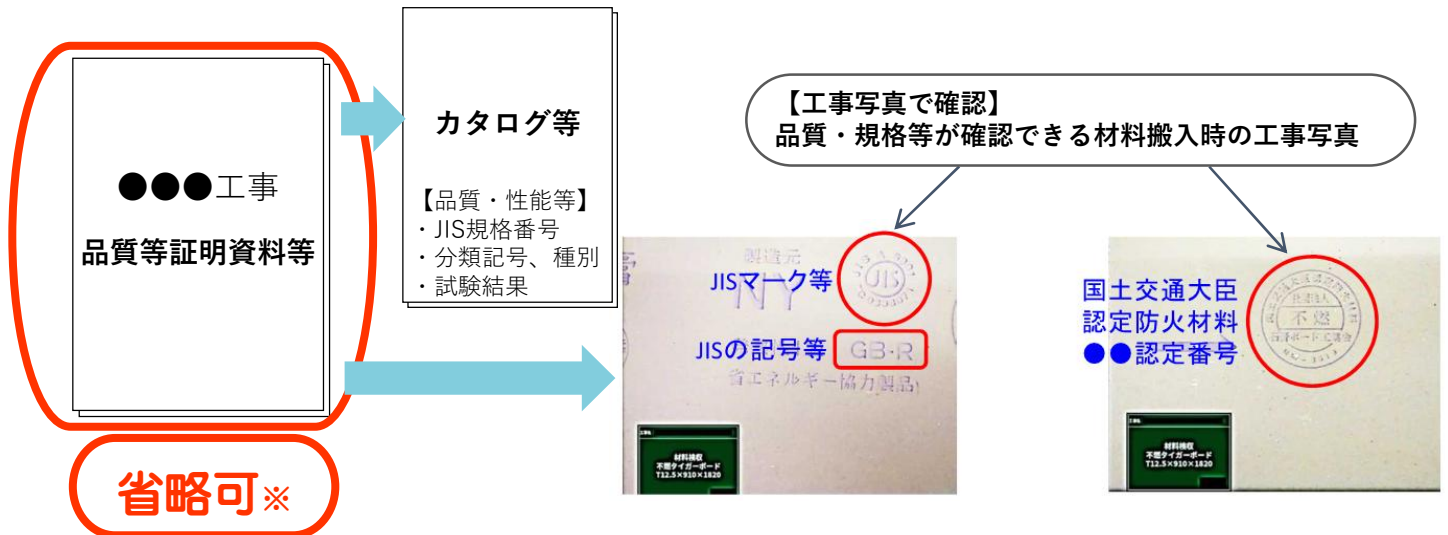 ●●●工事
品質等証明資料等
省略可※
カタログ等
【品質・性能等】
・JIS規格番号
・分類記号、種別
・試験結果
【工事写真で確認】
品質・規格等が確認できる材料搬入時の工事写真
製造元
NY
JIS
JISマーク等
JISの記号等
GB-R
省エネルギー協力製品
材料検収
不燃タイガーボード
T12.5×910×1820
国土交通大臣
認定防火材料
●●認定番号
不燃
材料検収
不燃タイガーボード
T12.5×910×1820